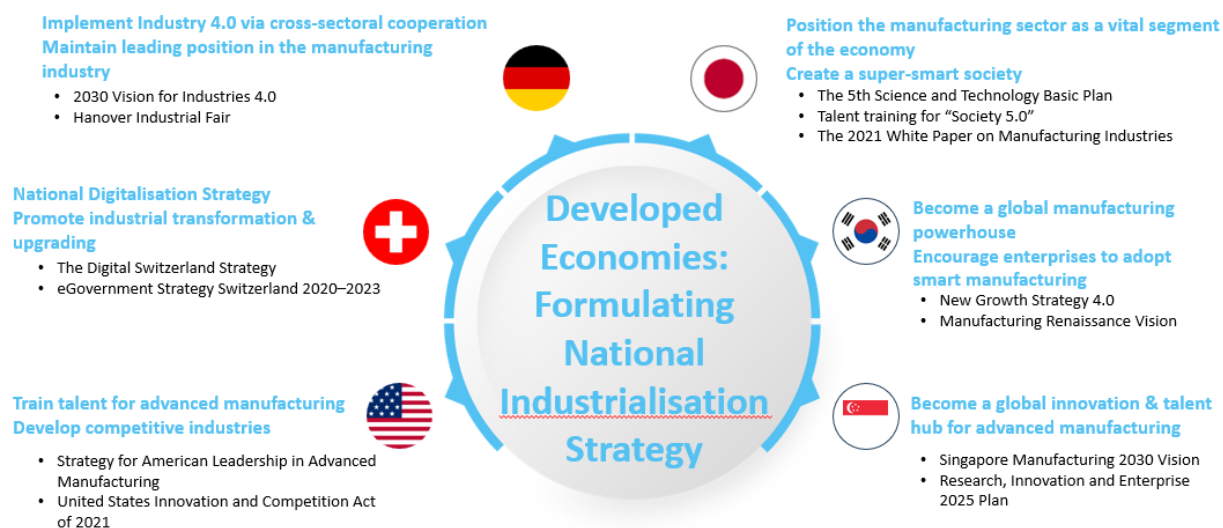 Implement Industry 4.0 via cross-sectoral cooperation
Maintain leading position in the manufacturing
industry
• 2030 Vision for Industries 4.0
• Hanover Industrial Fair
Position the manufacturing sector as a vital segment
of the economy
Create a super-smart society
• The 5th Science and Technology Basic Plan
• Talent training for “Society 5.0”
• The 2021 White Paper on Manufacturing Industries
National Digitalisation Strategy
Promote industrial transformation &
upgrading
• The Digital Switzerland Strategy
• eGovernment Strategy Switzerland 2020–2023
Developed
Economies:
Formulating
National
Industrialisation
Strategy
Become a global manufacturing
powerhouse
Encourage enterprises to adopt
smart manufacturing
• New Growth Strategy 4.0
• Manufacturing Renaissance Vision
Train talent for advanced manufacturing
Develop competitive industries
• Strategy for American Leadership in Advanced
Manufacturing
• United States Innovation and Competition Act
of 2021
Become a global innovation & talent
hub for advanced manufacturing
• Singapore Manufacturing 2030 Vision
• Research, Innovation and Enterprise
2025 Plan